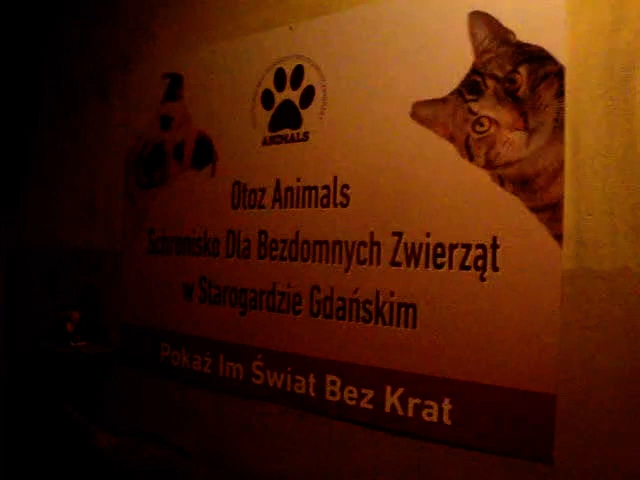 ANIMALS
Otoz Animals
Schronisko Dla Bezdomnych Zwierząt
w Starogardzie Gdańskim
Pokaż Im Świat Bez Krat